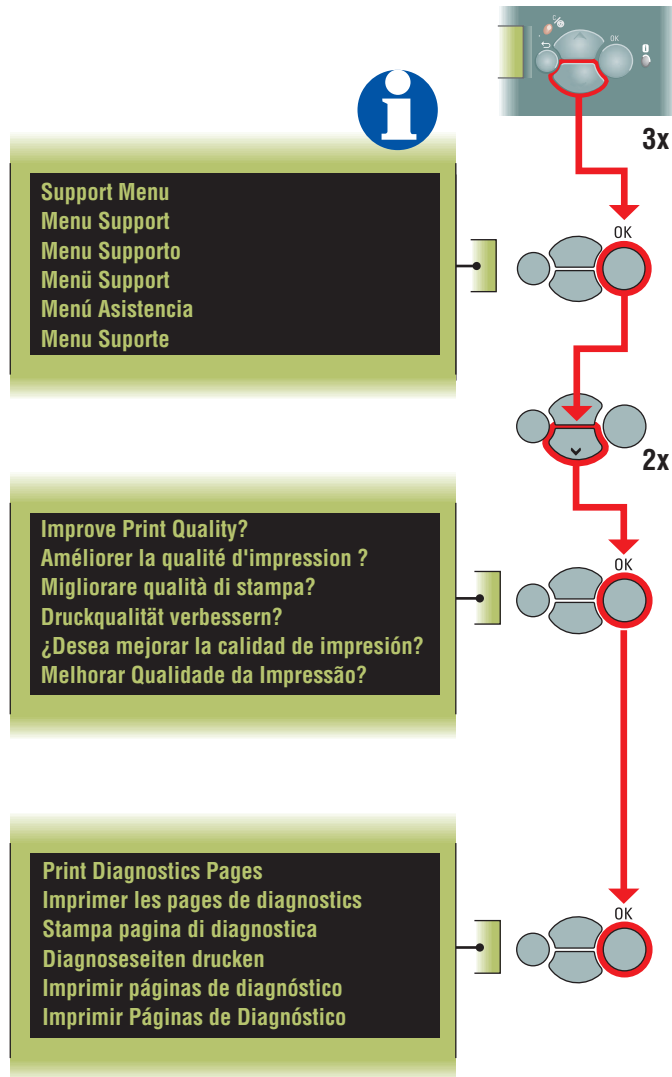 OK
3x
Support Menu
Menu Support
Menu Supporto
Menü Support
Menú Asistencia
Menu Suporte
OK
2x
Improve Print Quality?
Améliorer la qualité d'impression ?
Migliorare qualità di stampa?
Druckqualität verbessern?
¿Desea mejorar la calidad de impresión?
Melhorar Qualidade da Impressão?
OK
Print Diagnostics Pages
Imprimer les pages de diagnostics
Stampa pagina di diagnostica
Diagnoseseiten drucken
Imprimir páginas de diagnóstico
Imprimir Páginas de Diagnóstico
OK